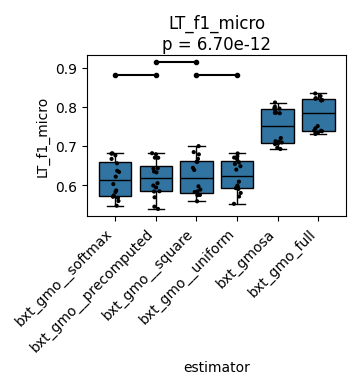 LT_f1_micro
p = 6.70e-12
LT_f1_micro
0.9
0.8
0.7
0.6
bxt_gmo__softmax
bxt_gmo__precomputed
bxt_gmo__square
bxt_gmo__uniform
bxt_gmosa
bxt_gmo_full
estimator